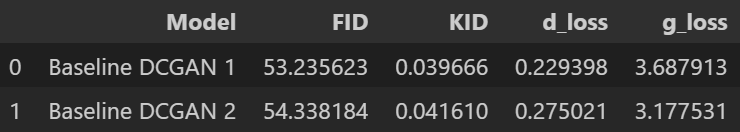 Model FID KID d_loss g_loss
0 Baseline DCGAN 1 53.235623 0.039666 0.229398 3.687913
1 Baseline DCGAN 2 54.338184 0.041610 0.275021 3.177531